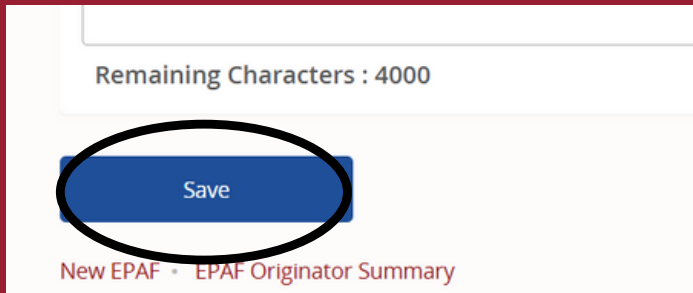 Remaining Characters : 4000
Save
New EPAF • EPAF Originator Summary